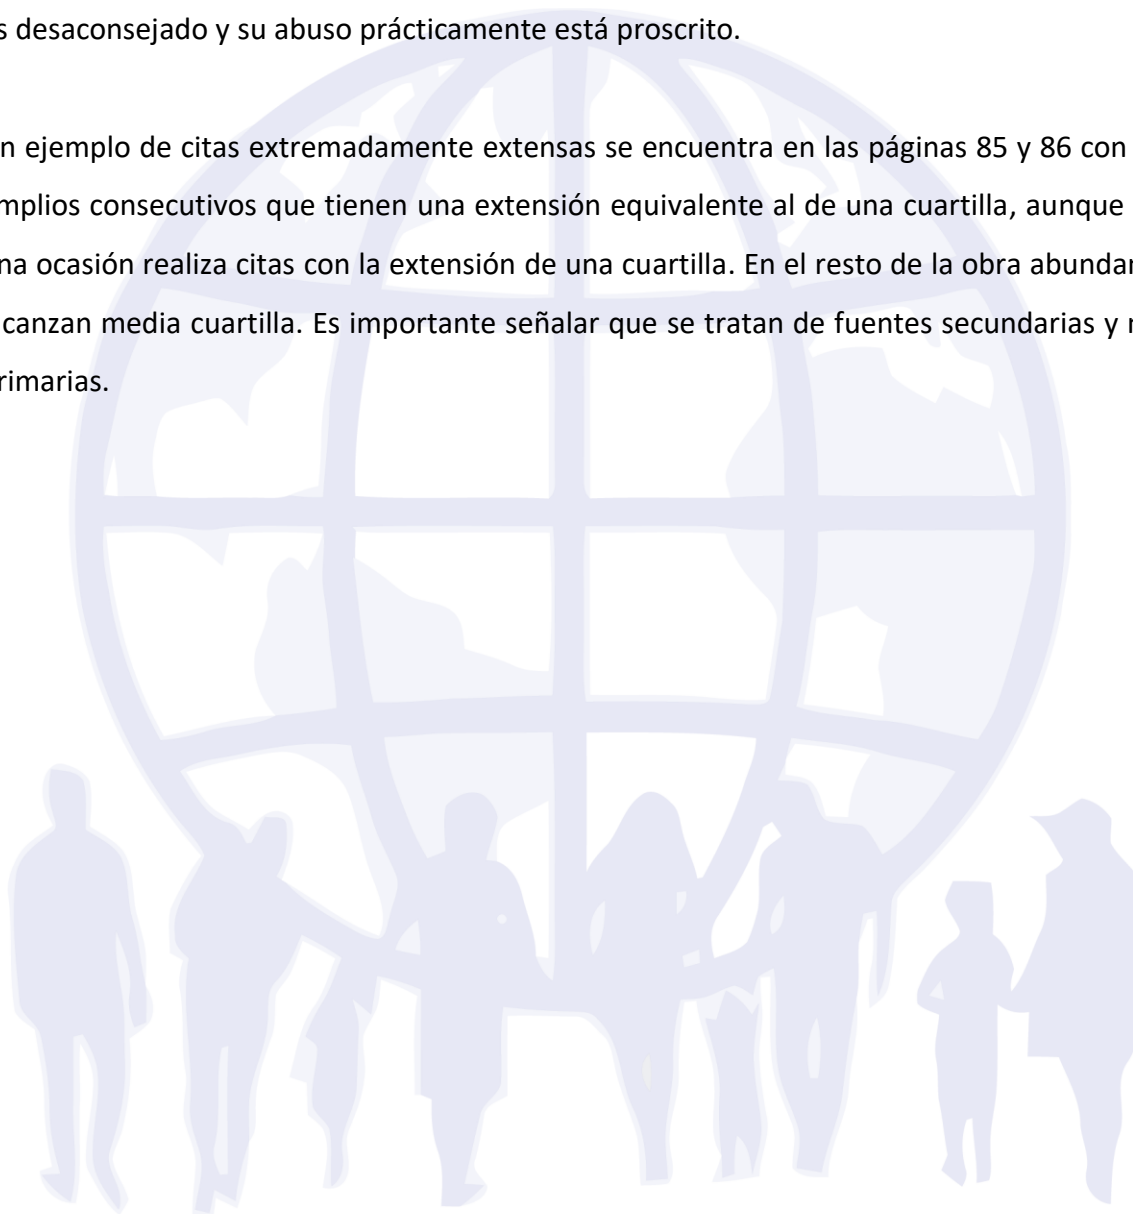 s desaconsejado y su abuso prácticamente está proscrito.
n ejemplo de citas extremadamente extensas se encuentra en las páginas 85 y 86 con
mplios consecutivos que tienen una extensión equivalente al de una cuartilla, aunque
na ocasión realiza citas con la extensión de una cuartilla. En el resto de la obra abundan
canzan media cuartilla. Es importante señalar que se tratan de fuentes secundarias y n
rimarias.